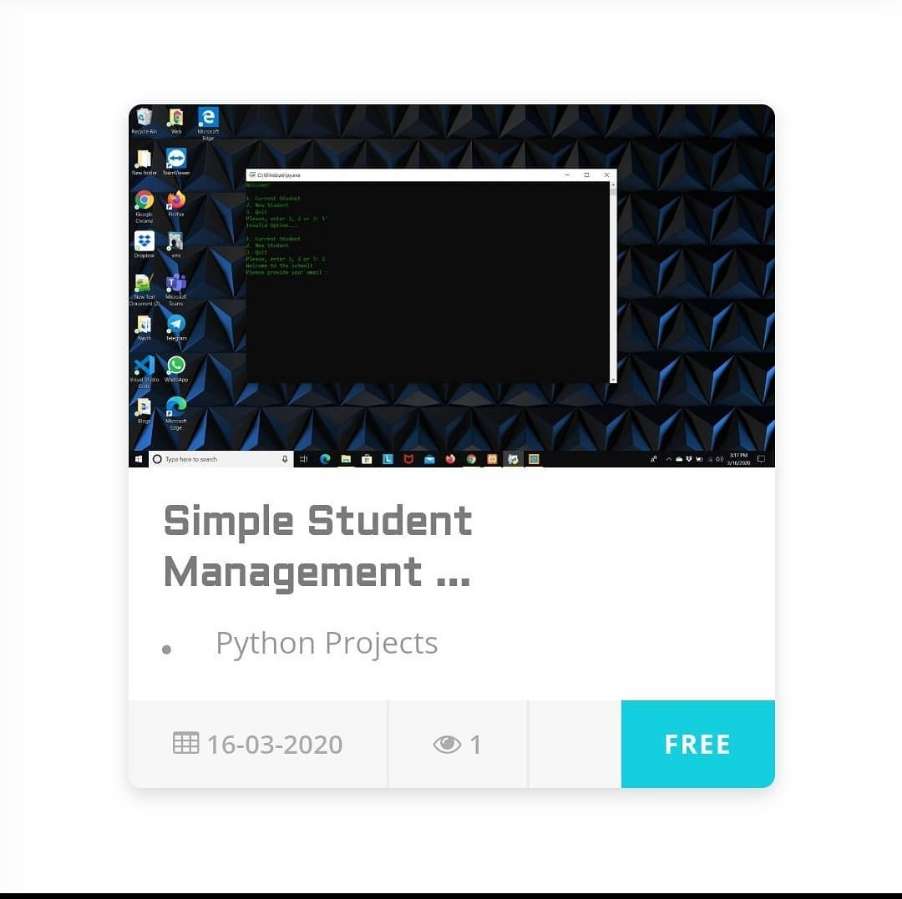 Recycle Bin
Web
Microsoft
Edge
New folder
TeamViewer
Google
Chrome
Firefox
Dropbox
New Text
Document (2)
Microsoft
Teams
Telegram
Visual Studio
Code
WhatsApp
Microsoft
Edge
Welcome!
1. Current Student
2. New Student
3. Quit
Please, enter 1, 2 or 3:
Invalid Option...
1. Current Student
2. New Student
3. Quit
Please, enter 1, 2 or 3: 2
Welcome to the school!
Please provide your email :
Type here to search
3:17 PM
3/16/2020
Simple Student
Management ...
Python Projects
16-03-2020
1
FREE